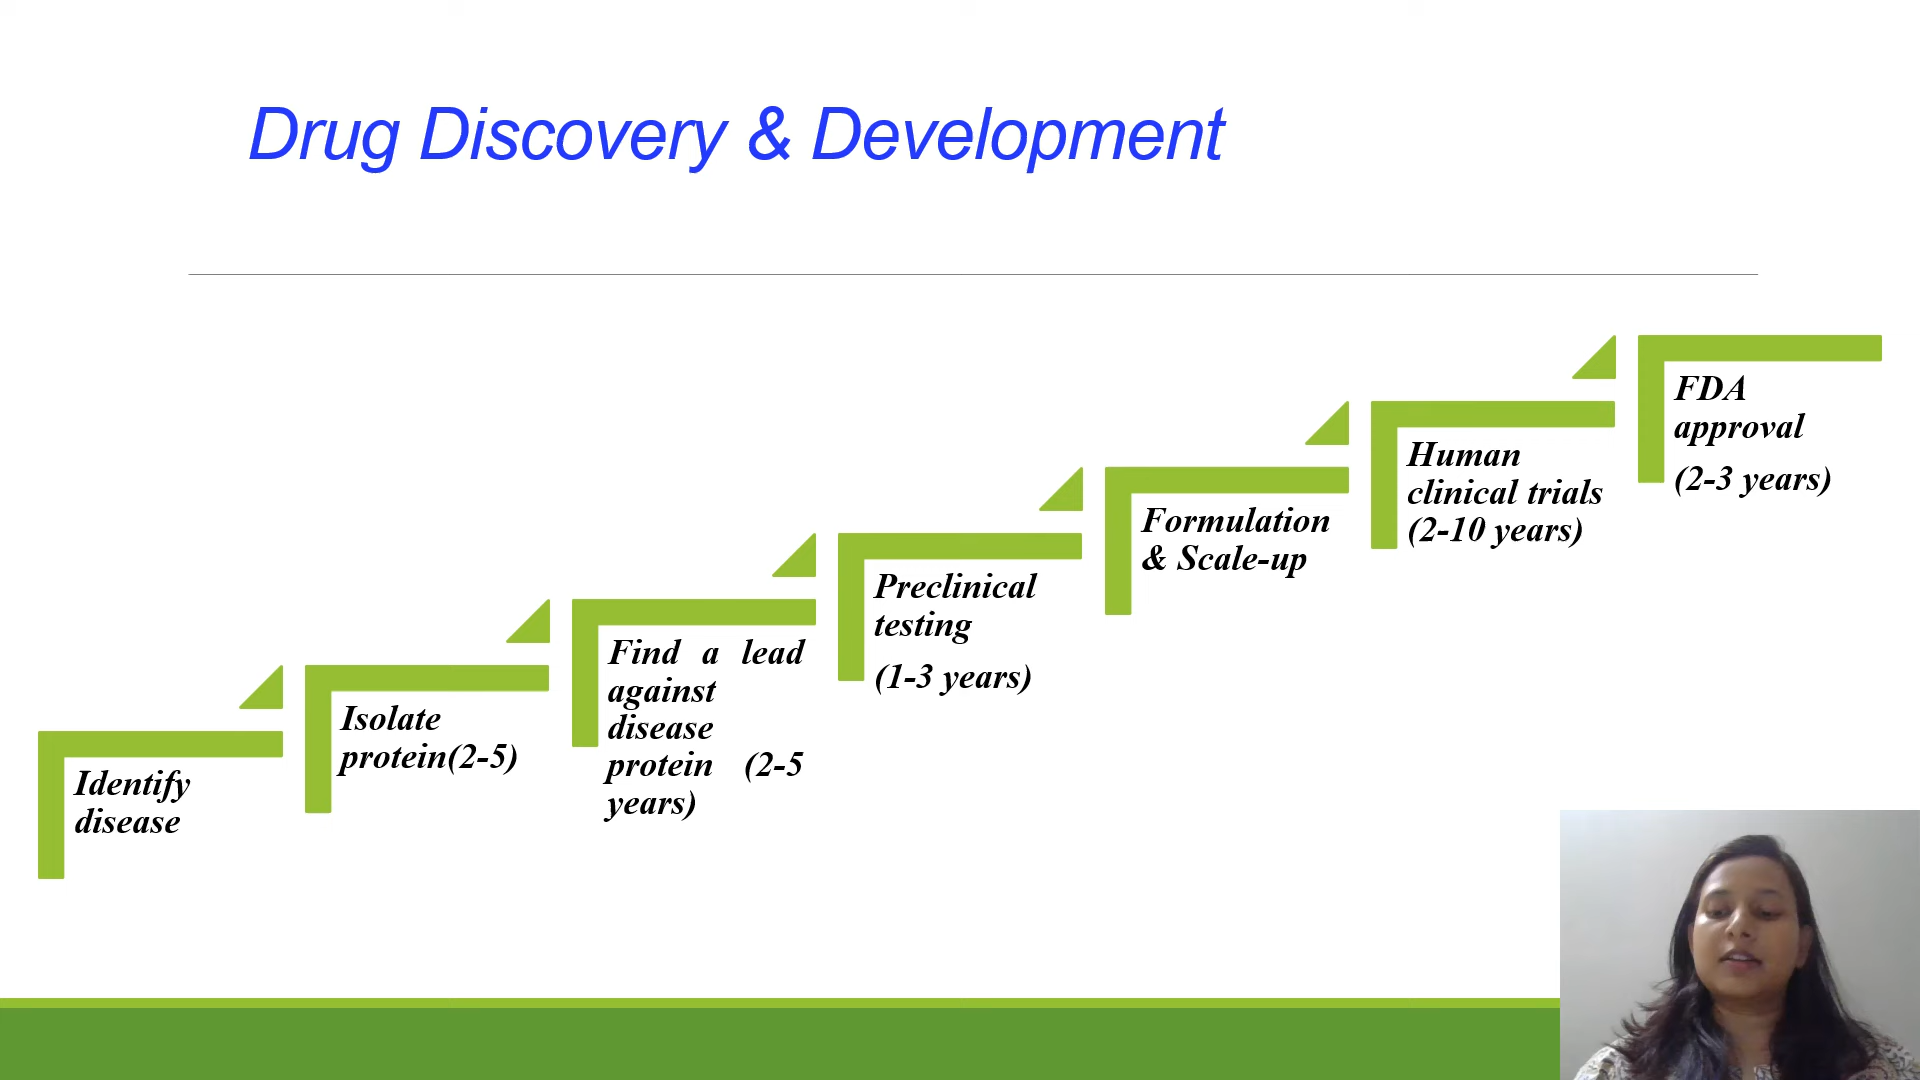 Drug Discovery & Development
Identify
disease
Isolate
protein(2-5)
Find a lead
against
disease
protein (2-5
years)
Preclinical
testing
(1-3 years)
Formulation
& Scale-up
Human
clinical trials
(2-10 years)
FDA
approval
(2-3 years)